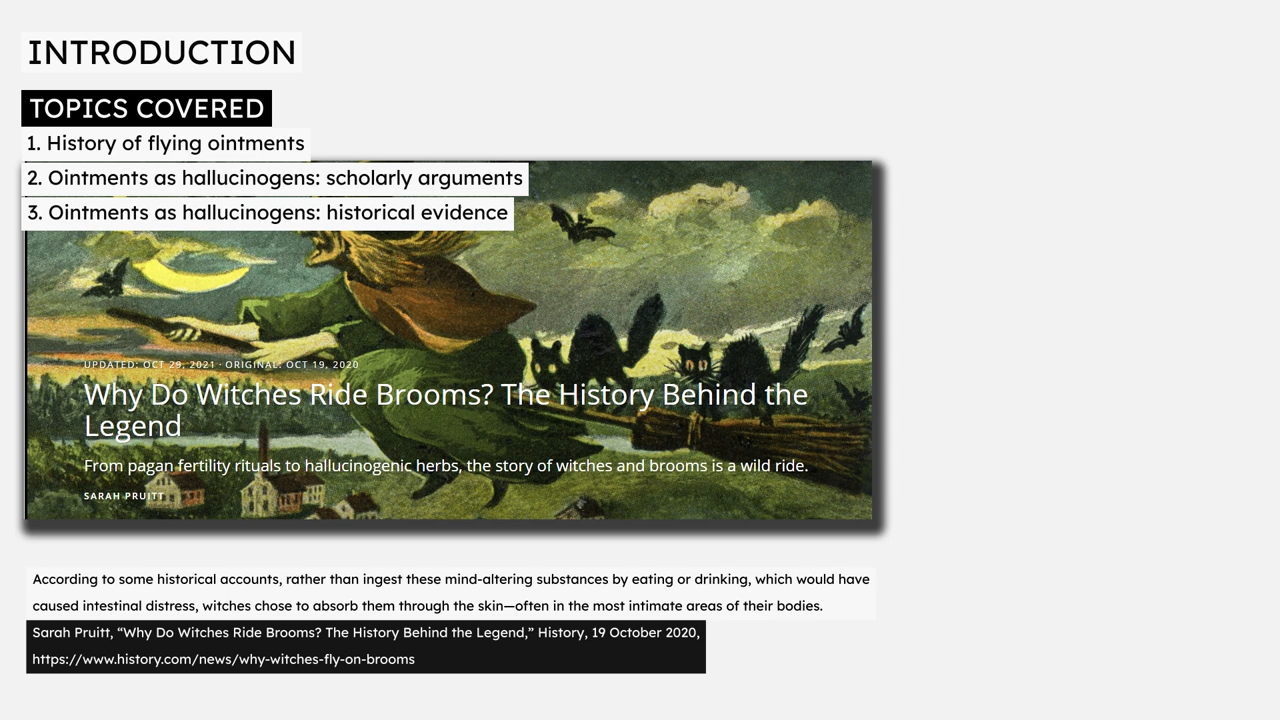 INTRODUCTION
TOPICS COVERED
1. History of flying ointments
2. Ointments as hallucinogens: scholarly arguments
3. Ointments as hallucinogens: historical evidence
UPDATED: OCT 29, 2021 · ORIGINAL: OCT 19, 2020
Why Do Witches Ride Brooms? The History Behind the
Legend
From pagan fertility rituals to hallucinogenic herbs, the story of witches and brooms is a wild ride.
SARAH PRUITT
According to some historical accounts, rather than ingest these mind-altering substances by eating or drinking, which would have
caused intestinal distress, witches chose to absorb them through the skin—often in the most intimate areas of their bodies.
Sarah Pruitt, “Why Do Witches Ride Brooms? The History Behind the Legend,” History, 19 October 2020,
https://www.history.com/news/why-witches-fly-on-brooms